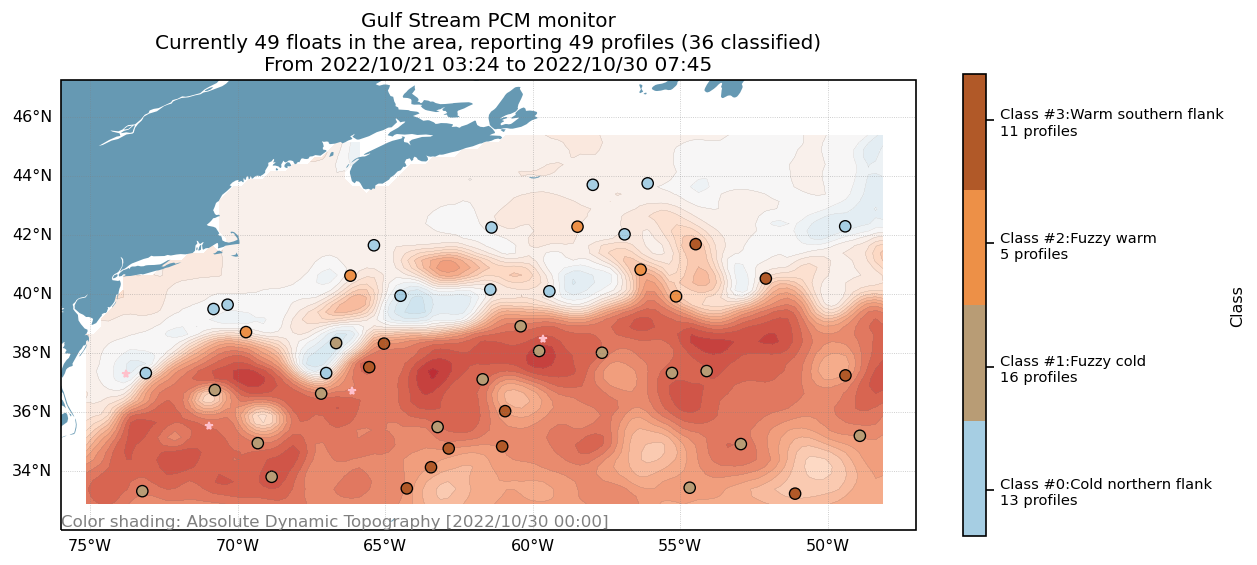 Gulf Stream PCM monitor
Currently 49 floats in the area, reporting 49 profiles (36 classified)
From 2022/10/21 03:24 to 2022/10/30 07:45
46°N
44°N
42°N
40°N
38°N
36°N
34°N
Color shading: Absolute Dynamic Topography [2022/10/30 00:00]
75°W
70°W
65°W
60°W
55°W
50°W
Class #3:Warm southern flank
11 profiles
Class #2:Fuzzy warm
5 profiles
Class #1:Fuzzy cold
16 profiles
Class #0:Cold northern flank
13 profiles
Class